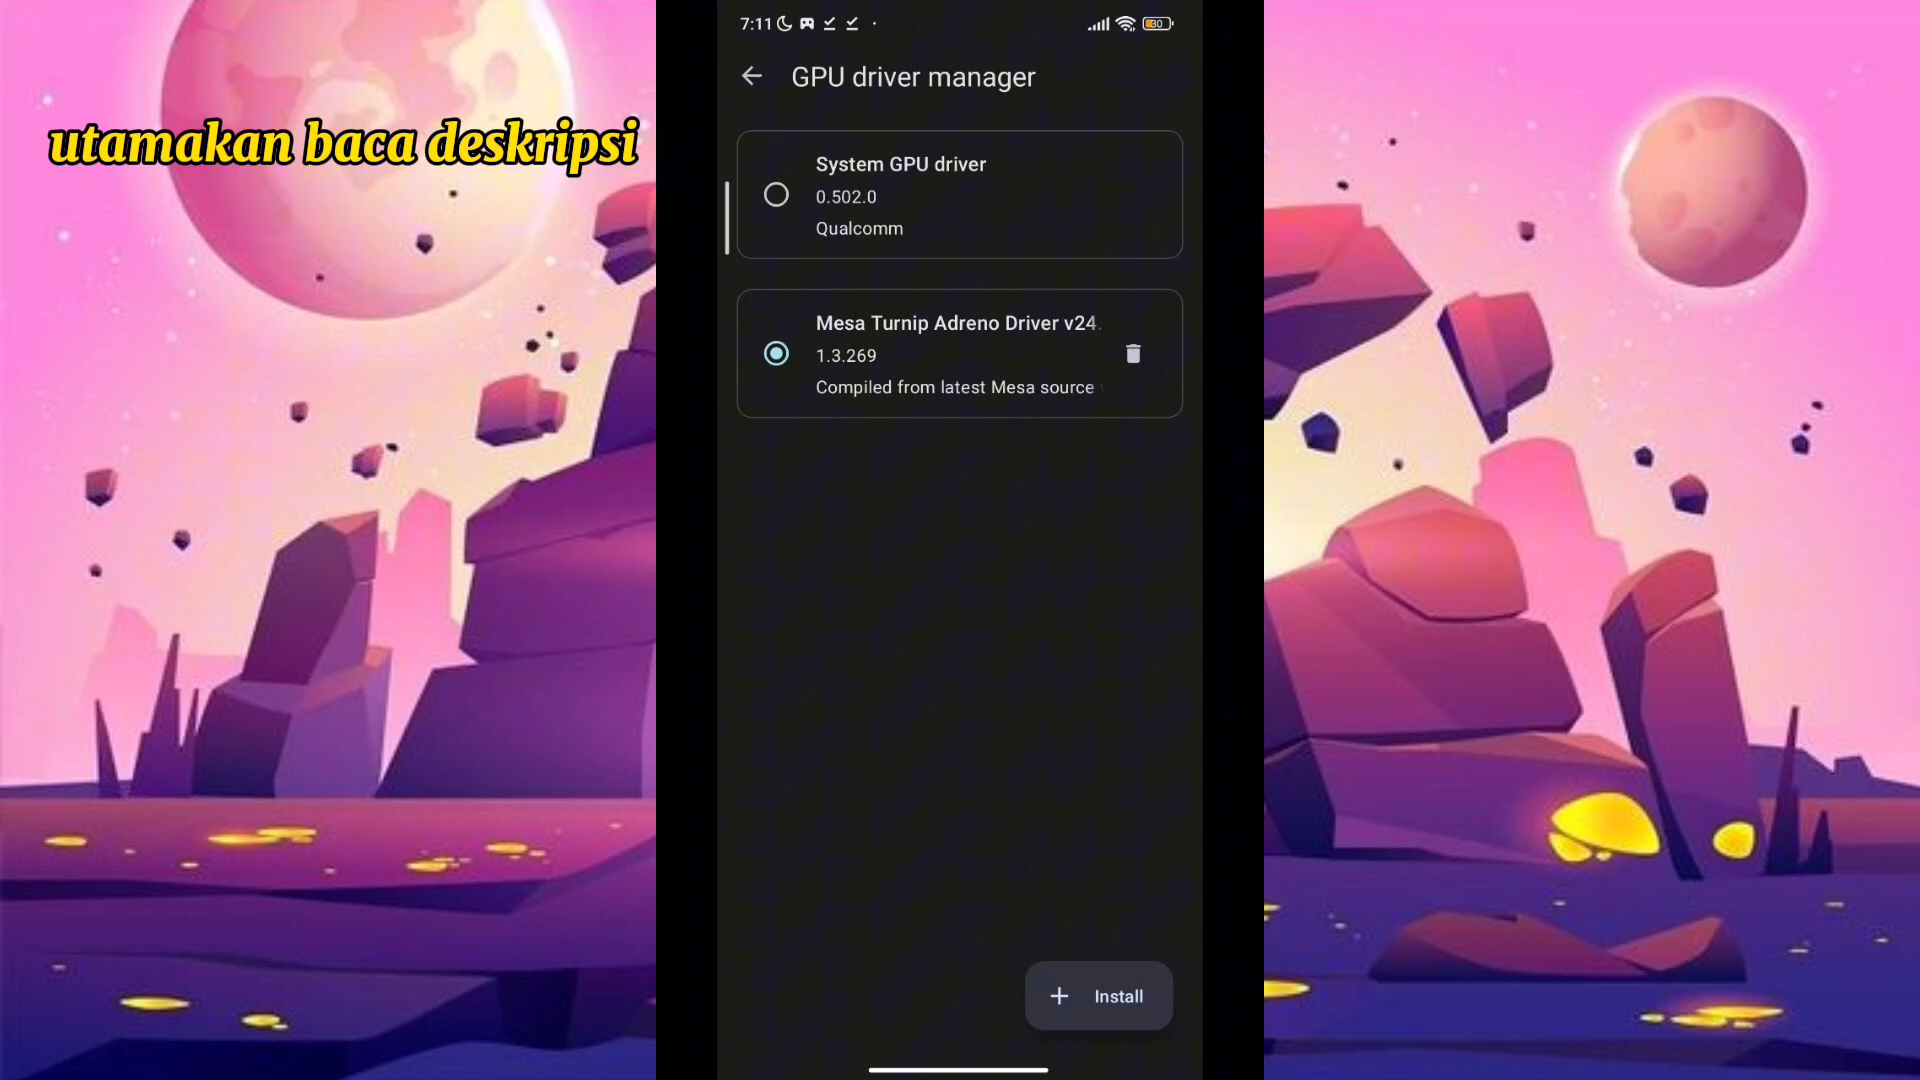 utamakan baca deskripsi
7:11
30
GPU driver manager
System GPU driver
0.502.0
Qualcomm
Mesa Turnip Adreno Driver v24.
1.3.269
Compiled from latest Mesa source
Install